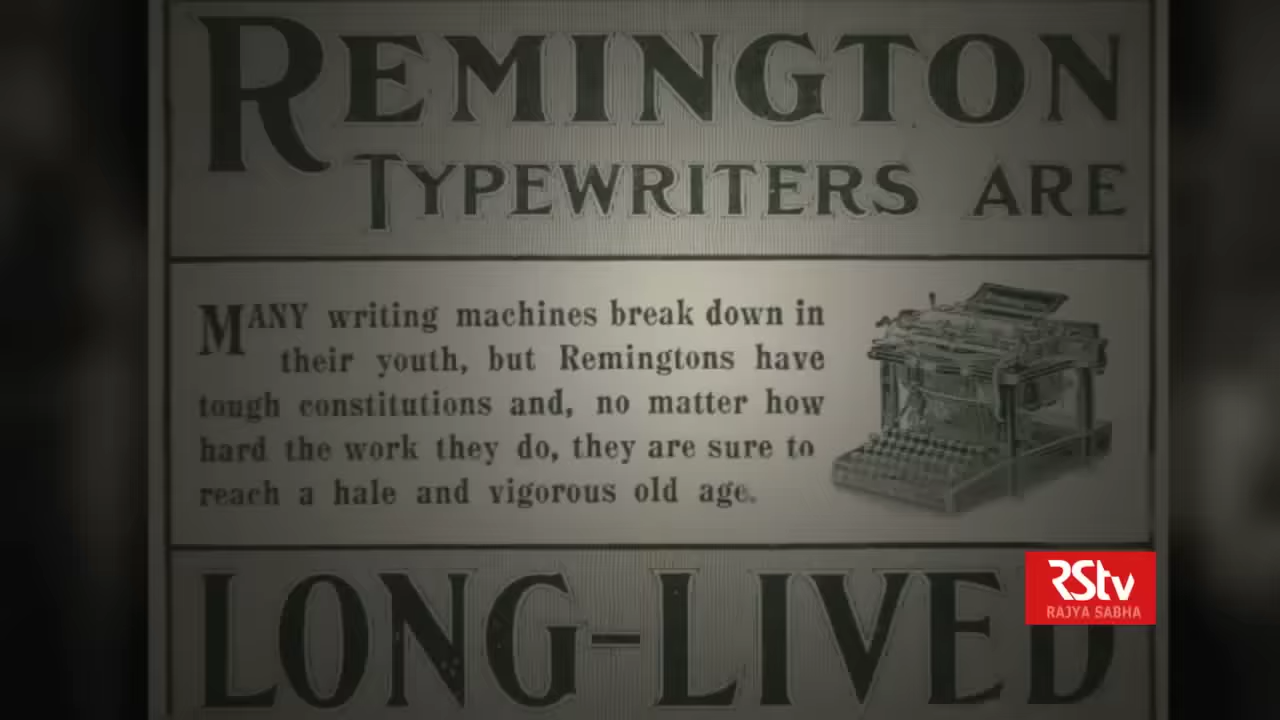 REMINGTON
TYPEWRITERS ARE
MANY writing machines break down in
their youth, but Remingtons have
tough constitutions and, no matter how
hard the work they do, they are sure to
reach a hale and vigorous old age.
LONG-LIVED
RStv
RAJYA SABHA